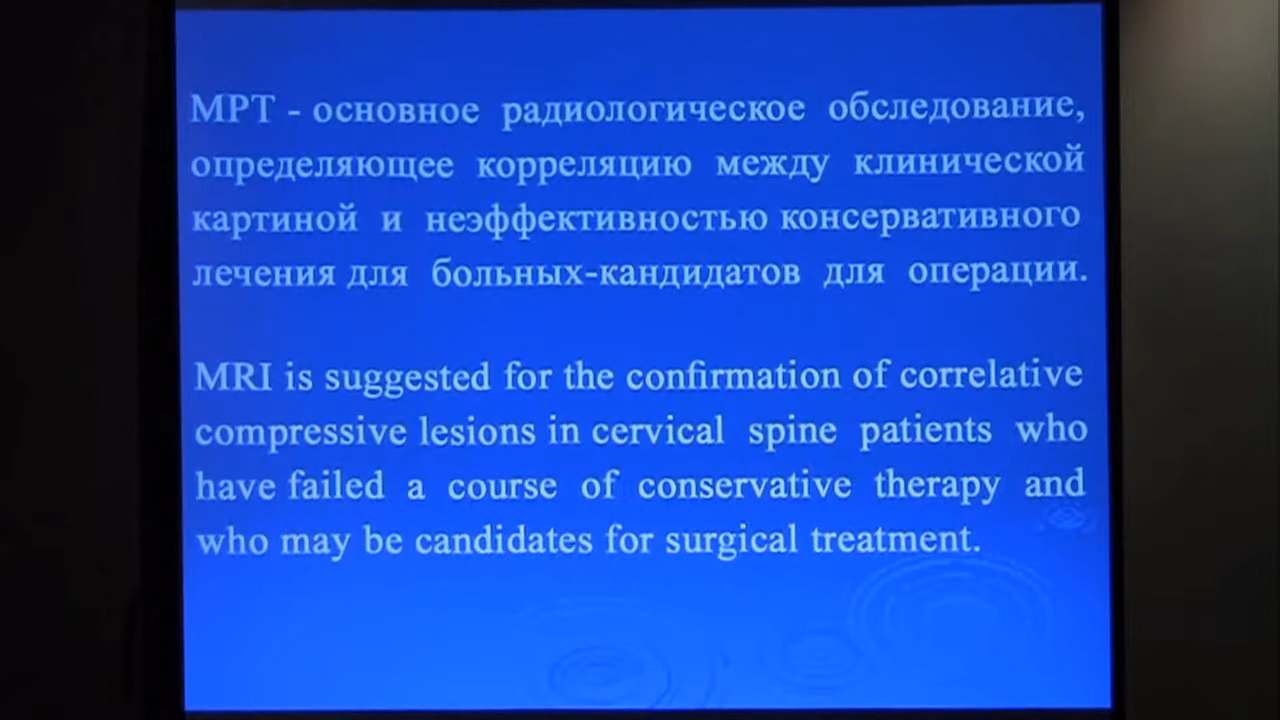 МРТ - основное радиологическое обследование,
определяющее корреляцию между клинической
картиной и неэффективностью консервативного
лечения для больных-кандидатов для операции.
MRI is suggested for the confirmation of correlative
compressive lesions in cervical spine patients who
have failed a course of conservative therapy and
who may be candidates for surgical treatment.